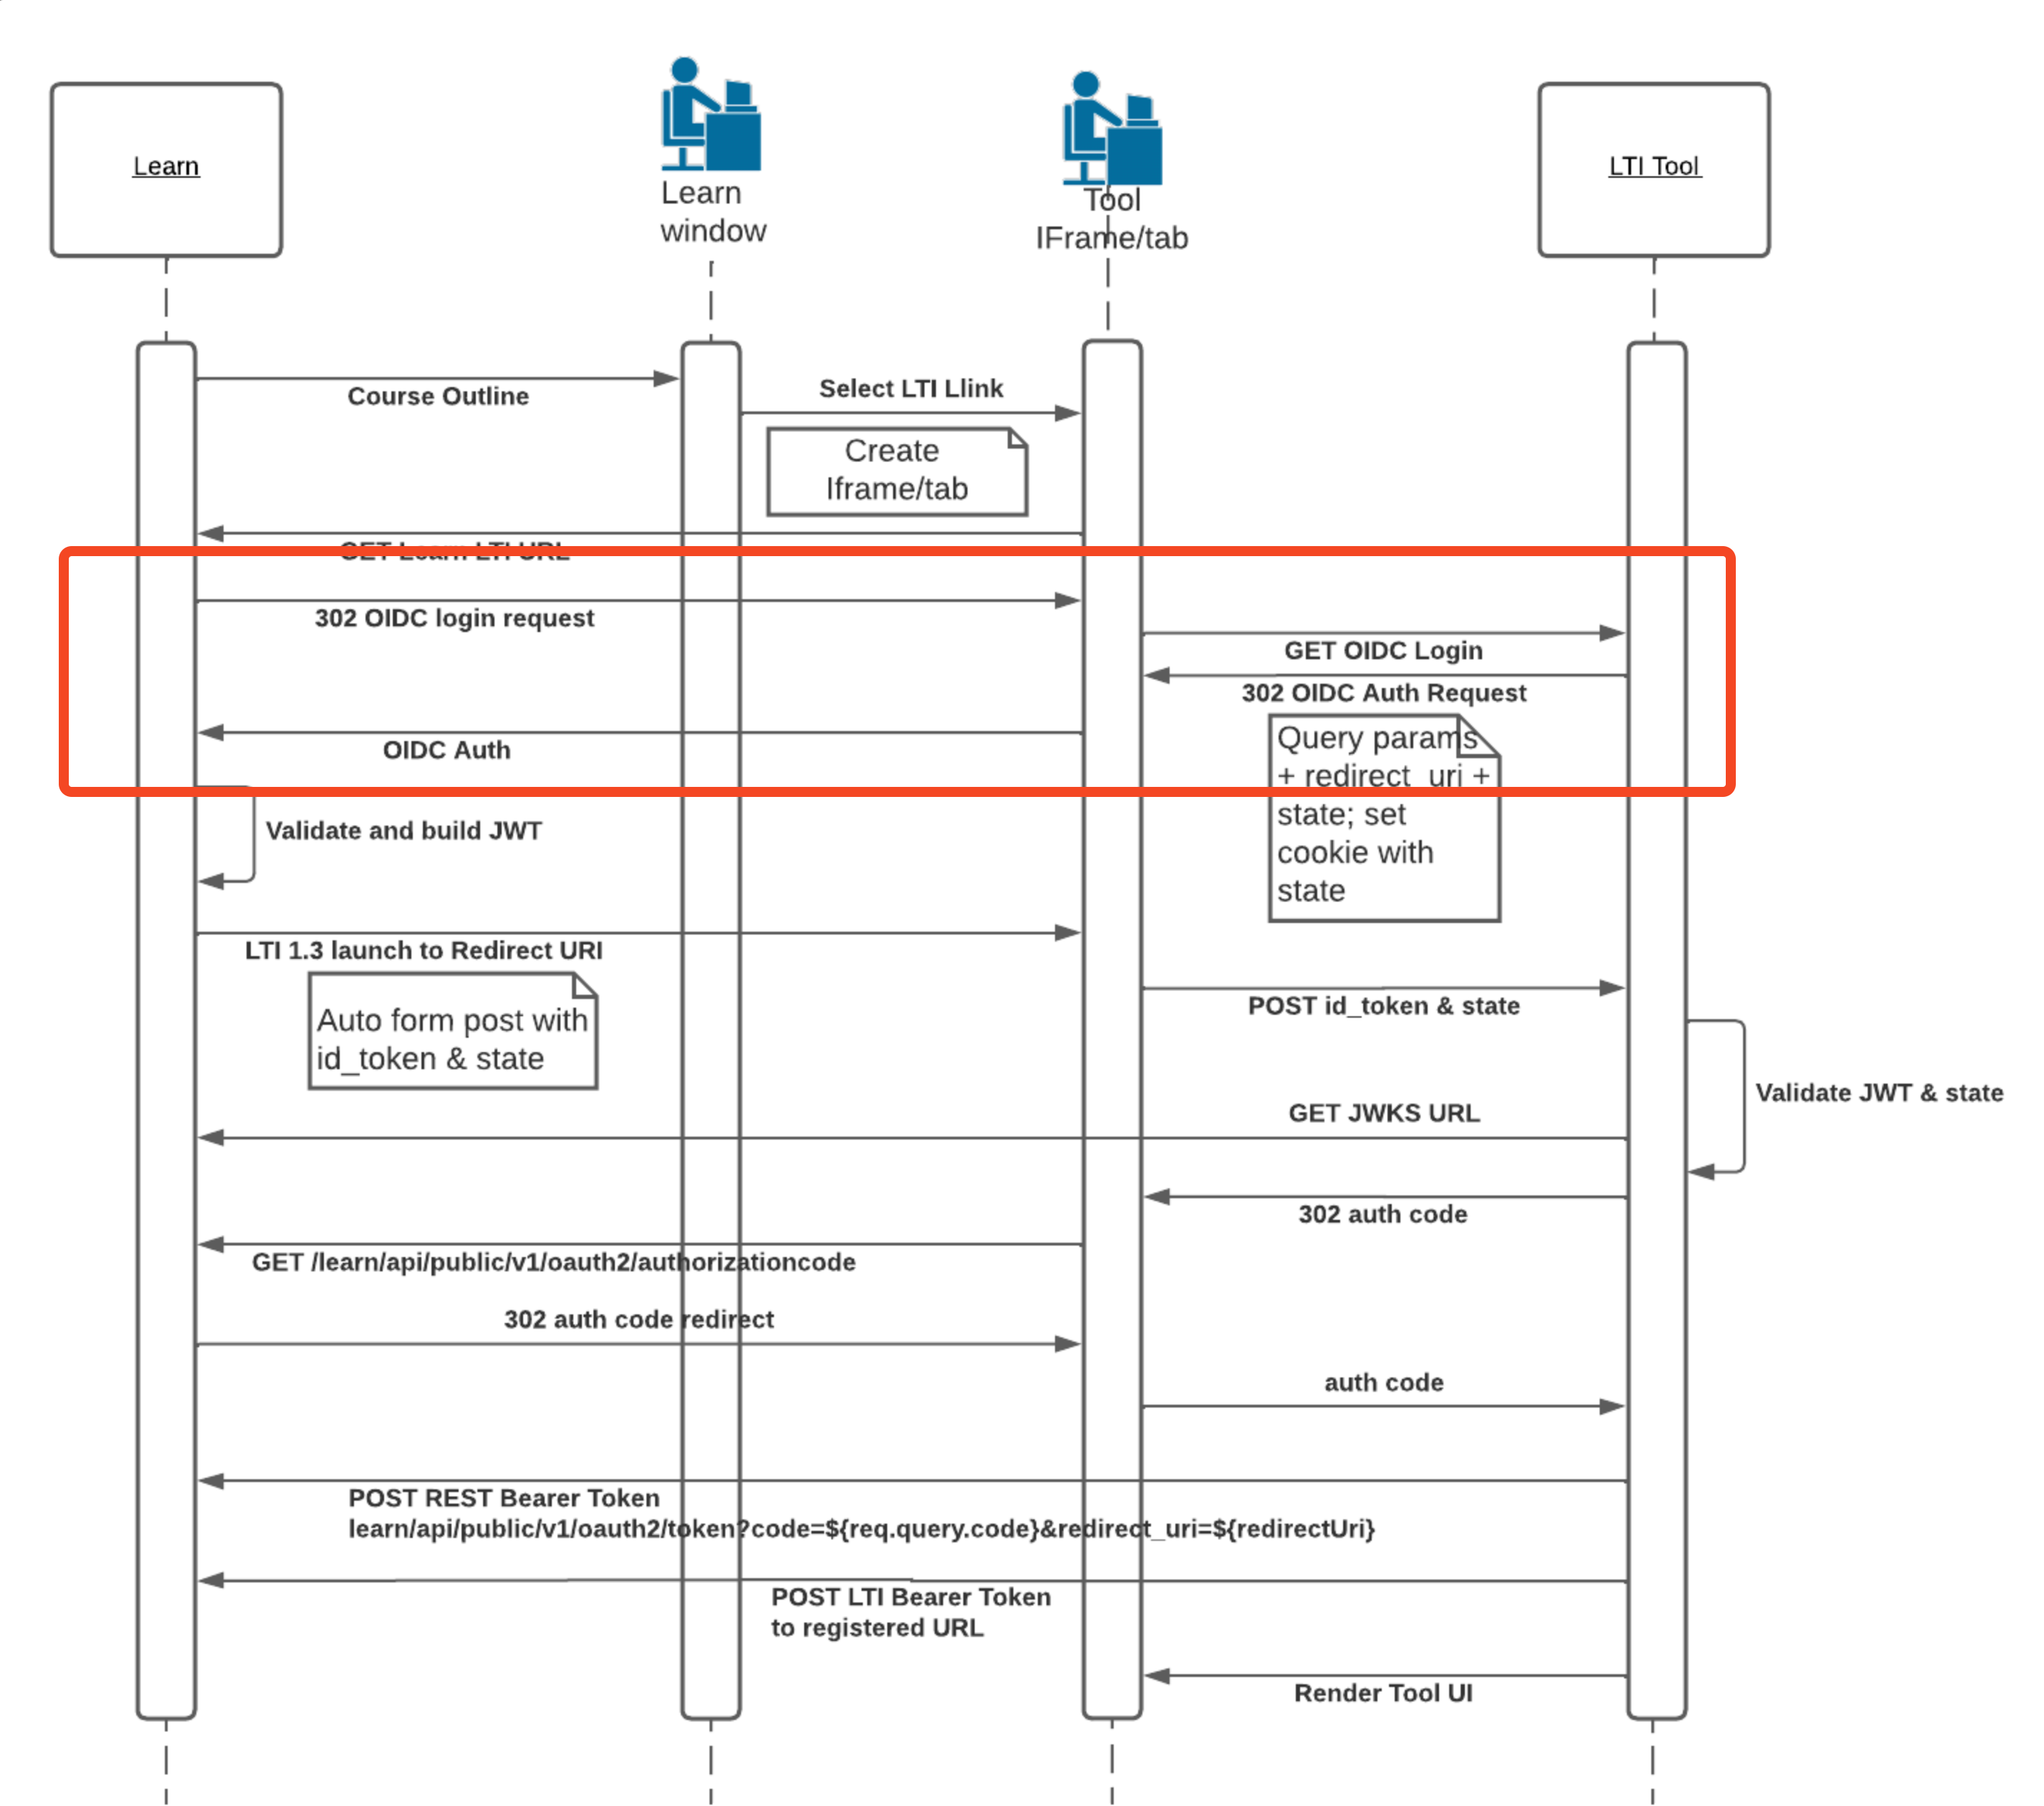 Learn
Learn
window
Tool
IFrame/tab
LTI Tool
Course Outline
Select LTI Llink
Create
Iframe/tab
GET Learn LTI URL
302 OIDC login request
GET OIDC Login
302 OIDC Auth Request
OIDC Auth
Query params
+ redirect_uri +
state; set
cookie with
state
Validate and build JWT
LTI 1.3 launch to Redirect URI
Auto form post with
id_token & state
POST id_token & state
Validate JWT & state
GET JWKS URL
302 auth code
GET /learn/api/public/v1/oauth2/authorizationcode
302 auth code redirect
auth code
POST REST Bearer Token
learn/api/public/v1/oauth2/token?code=${req.query.code}&redirect_uri=${redirectUri}
POST LTI Bearer Token
to registered URL
Render Tool UI